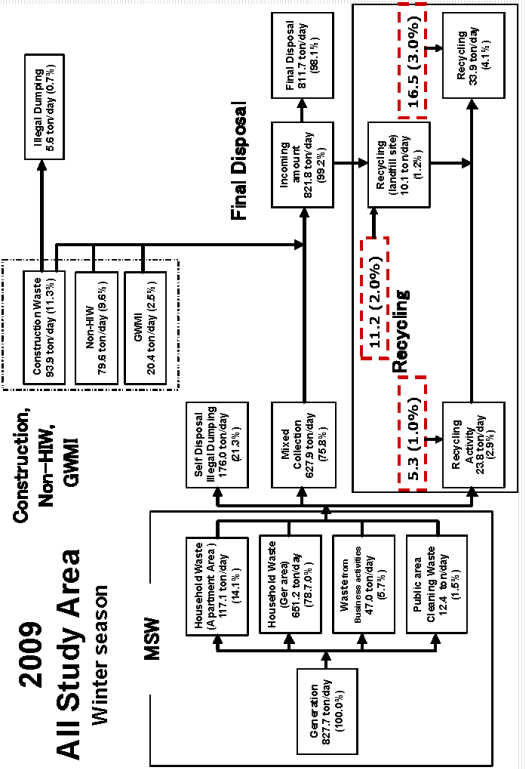 2009
All Study Area
Winter season
Construction,
Non-HIW,
GWMI
Construction Waste
93.9 ton/day (11.3%)
Non-HIW
79.6 ton/day (9.6%)
GWMI
20.4 ton/day (2.5%)
Illegal Dumping
5.6 ton/day (0.7%)
MSW
Generation
827.7 ton/day
(100.0%)
Household Waste
(Apartment Area)
117.1 ton/day
(14.1%)
Household Waste
(Ger area)
651.2 ton/day
(78.7.0%)
Waste from
Business activities
47.0 ton/day
(5.7%)
Public area
Cleaning Waste
12.4 ton/day
(1.5%)
Self Disposal
Illegal Dumping
176.0 ton/day
(21.3%)
Mixed
Collection
627.9 ton/day
(75.8%)
Recycling
Activity
23.8 ton/day
(2.9%)
5.3 (1.0%)
Final Disposal
Incoming
amount
821.8 ton/day
(99.2%)
Final Disposal
811.7 ton/day
(98.1%)
Recycling
11.2 (2.0%)
Recycling
(landfill site)
10.1 ton/day
(1.2%)
16.5 (3.0%)
Recycling
33.9 ton/day
(4.1%)